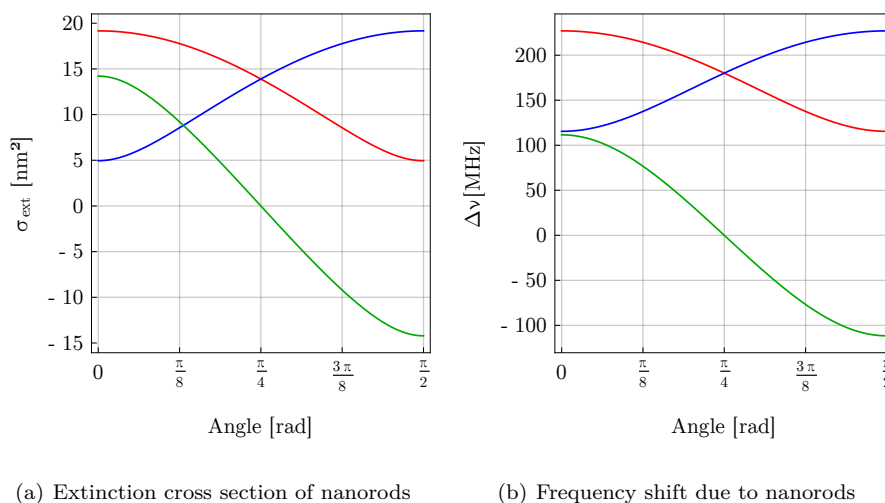 20
15
10
5
0
- 5
- 10
- 15
σext [nm²]
0
π/8
π/4
3 π/8
π/2
Angle [rad]
200
150
100
50
0
- 50
- 100
Δν[MHz]
0
π/8
π/4
3 π/8
Angle [rad]
(a) Extinction cross section of nanorods
(b) Frequency shift due to nanorods